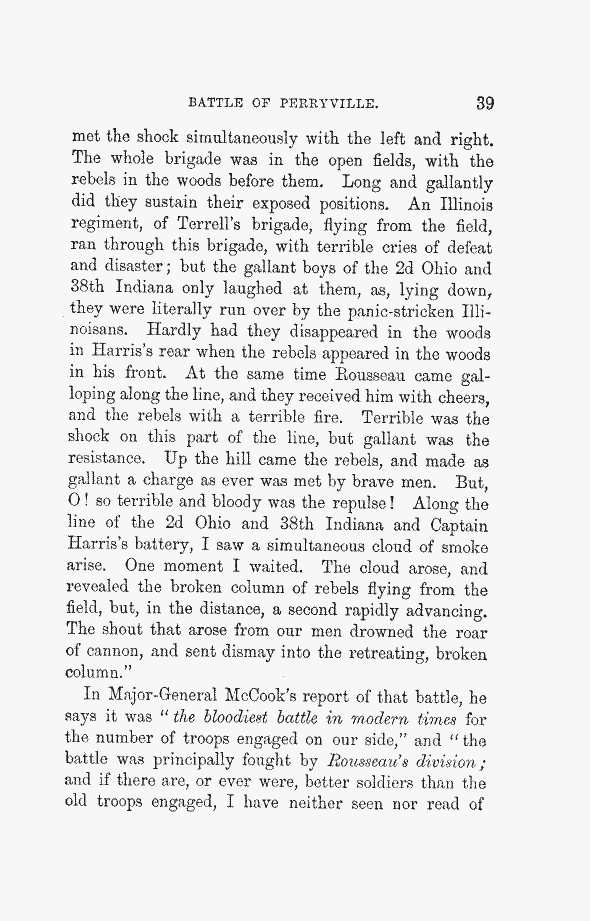 BATTLE OF PERRYVILLE. 39
met the shock simultaneously with the left and right.
The whole brigade was in the open fields, with the
rebels in the woods before them. Long and gallantly
did they sustain their exposed positions. An Illinois
regiment, of Terrell's brigade, flying from the field,
ran through this brigade, with terrible cries of defeat
and disaster; but the gallant boys of the 2d Ohio and
38th Indiana only laughed at them, as, lying down,
they were literally run over by the panic-stricken Illi-
noisans. Hardly had they disappeared in the woods
in Harris's rear when the rebels appeared in the woods
in his front. At the same time Rousseau came gal-
loping along the line, and they received him with cheers,
and the rebels with a terrible fire. Terrible was the
shock on this part of the line, but gallant was the
resistance. Up the hill came the rebels, and made as
gallant a charge as ever was met by brave men. But,
O! so terrible and bloody was the repulse! Along the
line of the 2d Ohio and 38th Indiana and Captain
Harris's battery, I saw a simultaneous cloud of smoke
arise. One moment I waited. The cloud arose, and
revealed the broken column of rebels flying from the
field, but, in the distance, a second rapidly advancing.
The shout that arose from our men drowned the roar
of cannon, and sent dismay into the retreating, broken
column."
In Major-General McCook's report of that battle, he
says it was "the bloodiest battle in modern times for
the number of troops engaged on our side," and "the
battle was principally fought by Rousseau's division;
and if there are, or ever were, better soldiers than the
old troops engaged, I have neither seen nor read of